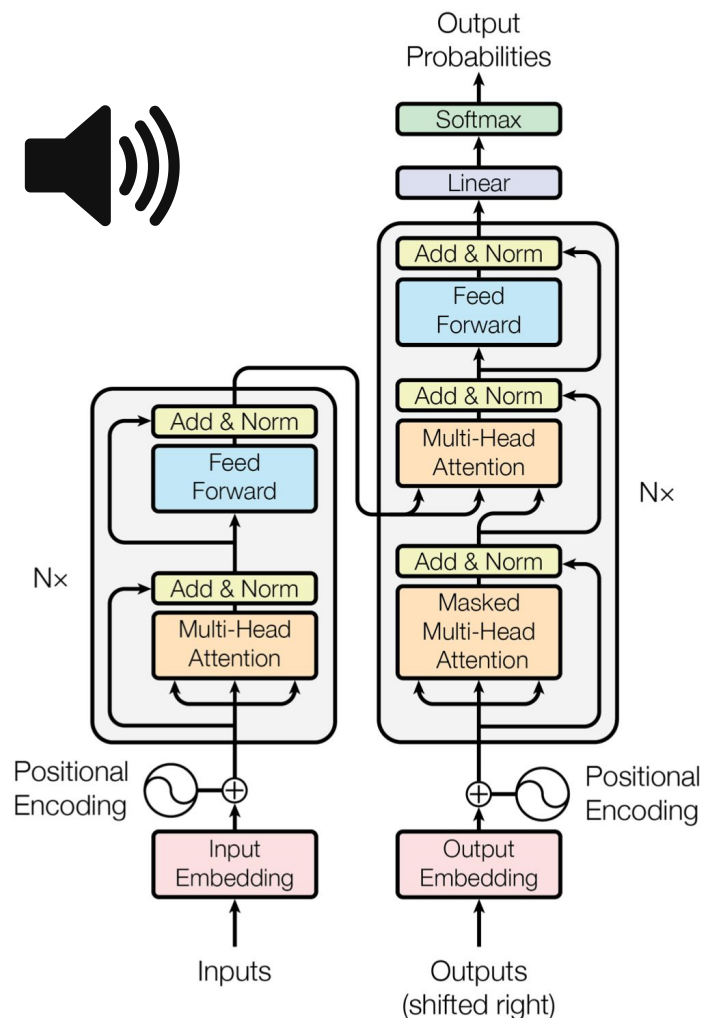 Output
Probabilities
Softmax
Linear
Add & Norm
Feed
Forward
Add & Norm
Multi-Head
Attention
Add & Norm
Masked
Multi-Head
Attention
Nx
Add & Norm
Feed
Forward
Add & Norm
Multi-Head
Attention
Nx
Positional
Encoding
Positional
Encoding
Input
Embedding
Output
Embedding
Inputs
Outputs
(shifted right)